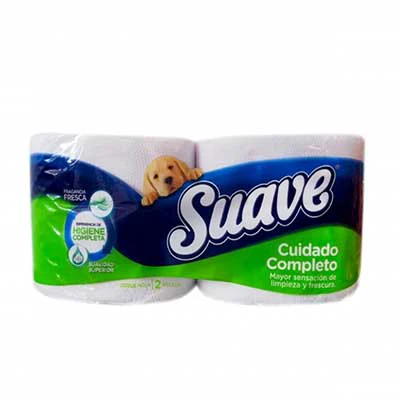 FRAGANCIA
FRESCA
EXPERIENCIA DE
HIGIENE
COMPLETA
SUAVIDAD
SUPERIOR
Suave
Cuidado
Completo
Mayor sensación de
limpieza y frescura.
2